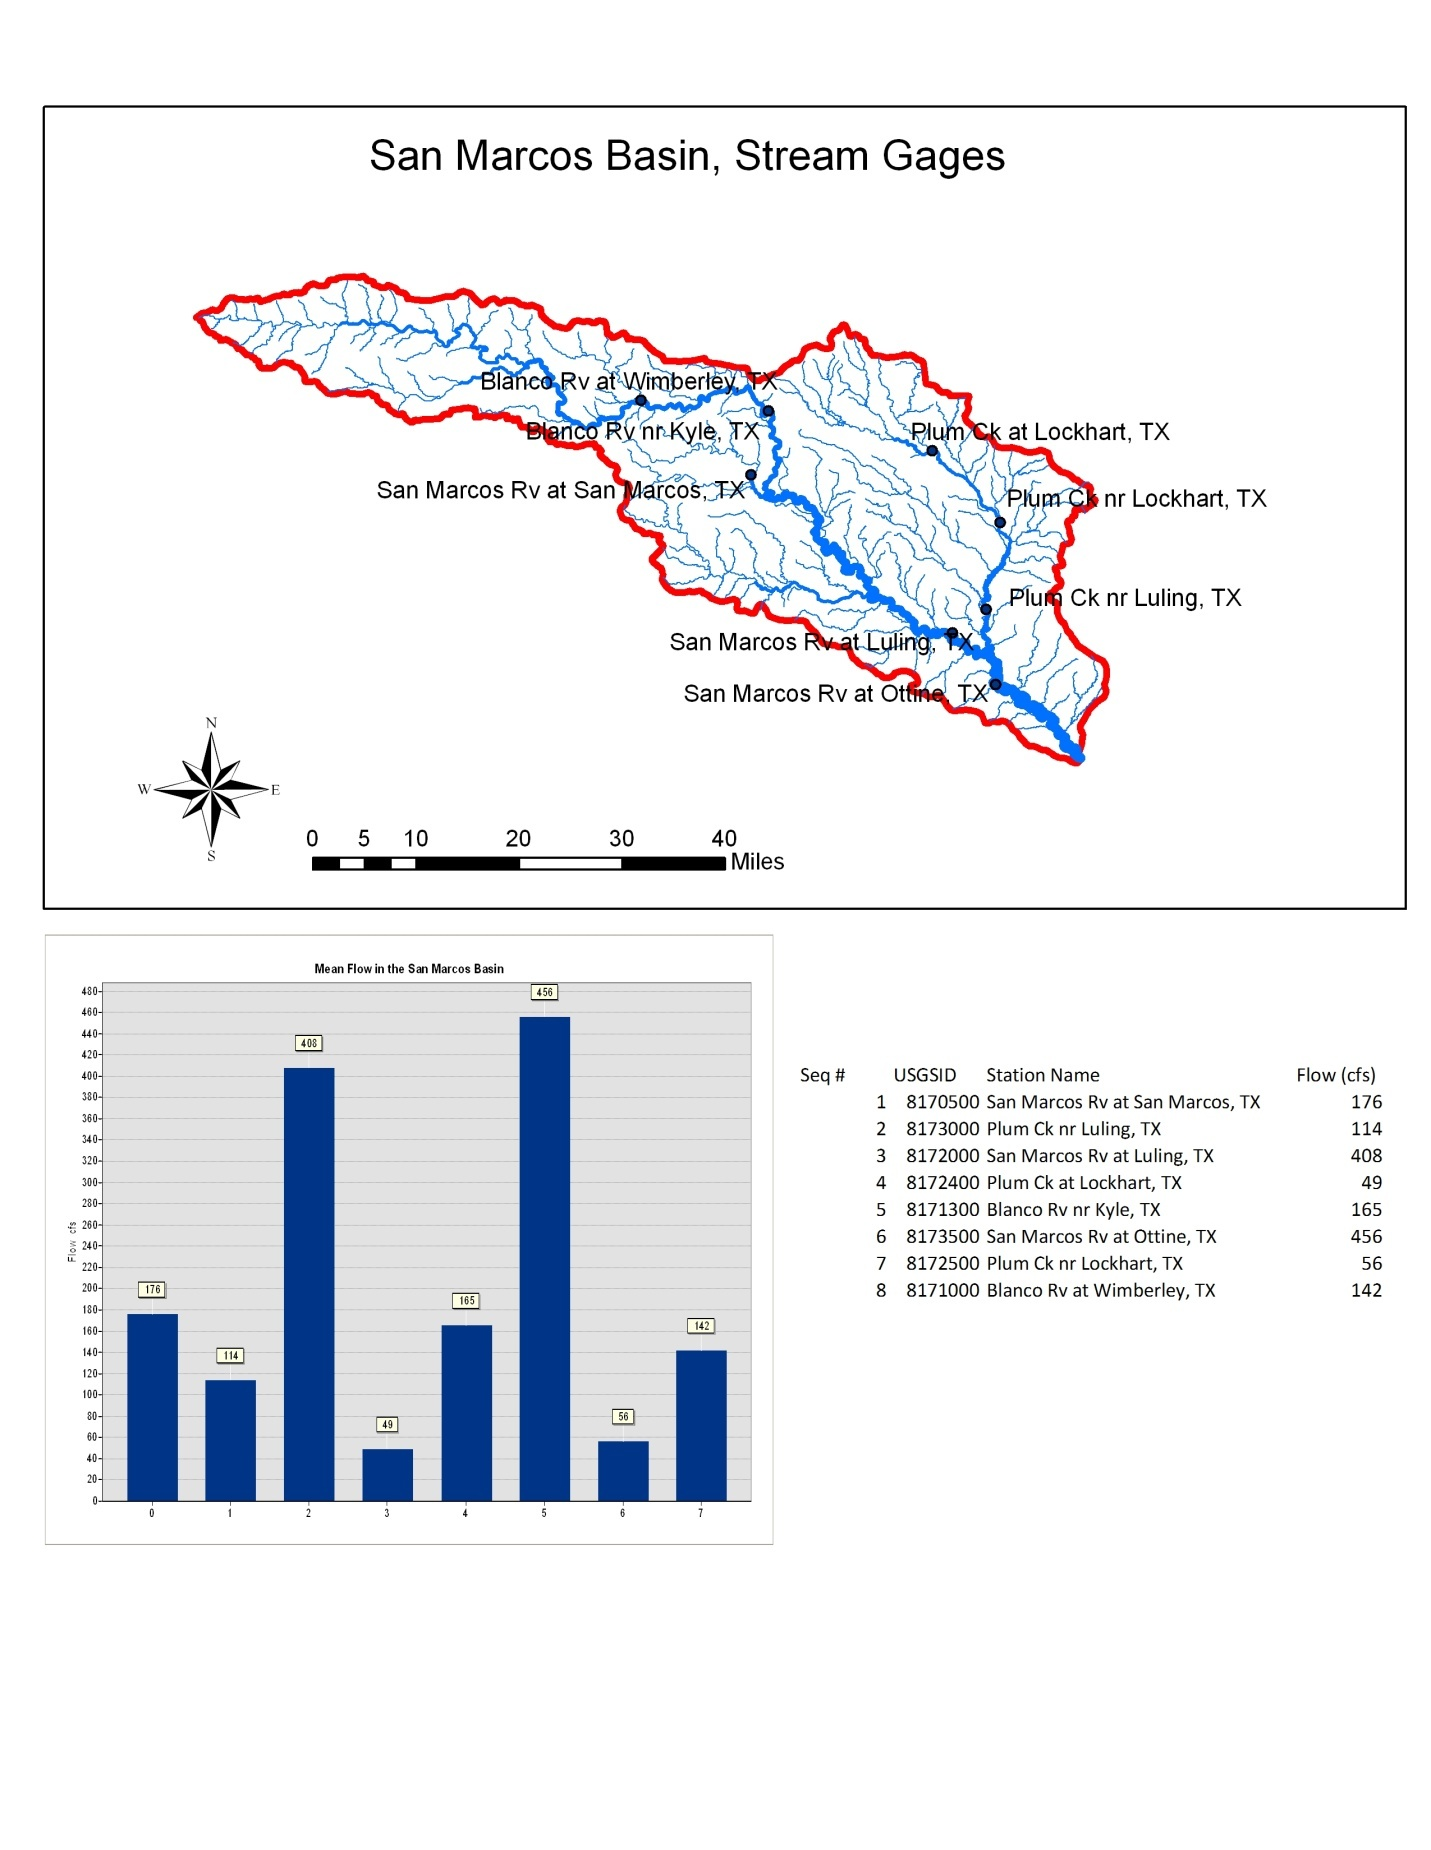 San Marcos Basin, Stream Gages
Blanco Rv at Wimberley, TX
Blanco Rv nr Kyle, TX
Plum Ck at Lockhart, TX
San Marcos Rv at San Marcos, TX
Plum Ck nr Lockhart, TX
Plum Ck nr Luling, TX
San Marcos Rv at Luling, TX
San Marcos Rv at Ottine, TX
N
W E
S
0 5 10 20 30 40
Miles
Mean Flow in the San Marcos Basin
480
460
440
420
400
380
360
340
320
300
280
260
240
220
200
180
160
140
120
100
80
60
40
20
0
Flow cfs
176
114
408
49
165
456
56
142
0 1 2 3 4 5 6 7
Seq # USGSID Station Name Flow (cfs)
1 8170500 San Marcos Rv at San Marcos, TX 176
2 8173000 Plum Ck nr Luling, TX 114
3 8172000 San Marcos Rv at Luling, TX 408
4 8172400 Plum Ck at Lockhart, TX 49
5 8171300 Blanco Rv nr Kyle, TX 165
6 8173500 San Marcos Rv at Ottine, TX 456
7 8172500 Plum Ck nr Lockhart, TX 56
8 8171000 Blanco Rv at Wimberley, TX 142